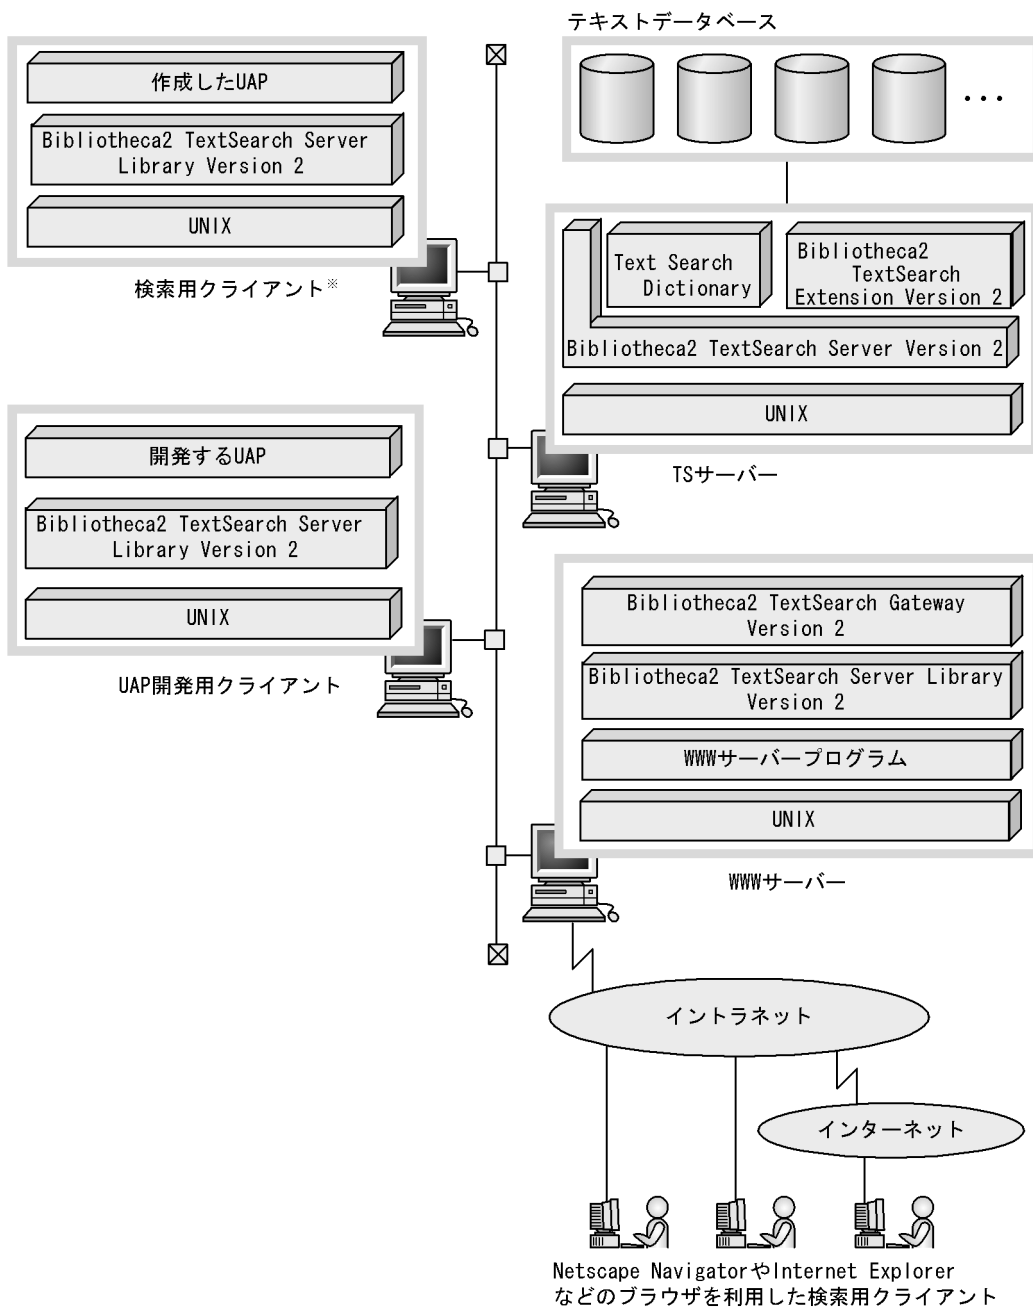 作成したUAP
Bibliotheca2 TextSearch Server
Library Version 2
UNIX
検索用クライアント※
テキストデータベース
...
Text Search
Dictionary
Bibliotheca2
TextSearch
Extension Version 2
Bibliotheca2 TextSearch Server Version 2
UNIX
TSサーバー
開発するUAP
Bibliotheca2 TextSearch Server
Library Version 2
UNIX
UAP開発用クライアント
Bibliotheca2 TextSearch Gateway
Version 2
Bibliotheca2 TextSearch Server Library
Version 2
WWWサーバープログラム
UNIX
WWWサーバー
イントラネット
インターネット
Netscape NavigatorやInternet Explorer
などのブラウザを利用した検索用クライアント